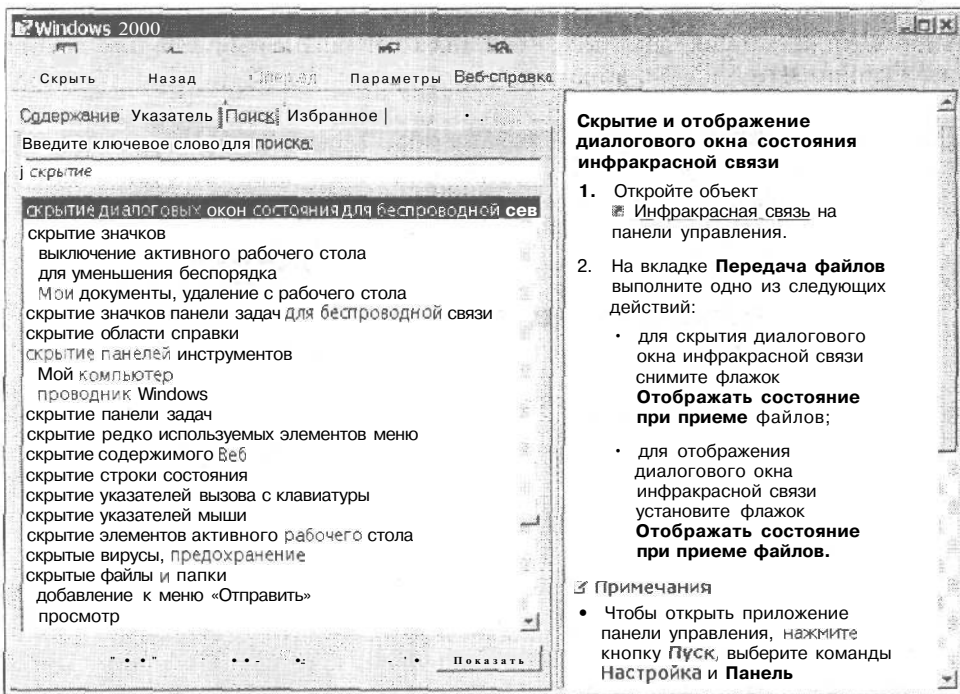 Windows 2000
Скрыть Назад Параметры Веб-справка
Содержание Указатель Поиск Избранное
Введите ключевое слово для поиска:
скрытие
скрытие диалоговых окон состояния для беспроводной сев
скрытие значков
выключение активного рабочего стола
для уменьшения беспорядка
Мои документы, удаление с рабочего стола
скрытие значков панели задач для беспроводной связи
скрытие области справки
скрытие панелей инструментов
Мой компьютер
проводник Windows
скрытие панели задач
скрытие редко используемых элементов меню
скрытие содержимого Веб
скрытие строки состояния
скрытие указателей вызова с клавиатуры
скрытие указателей мыши
скрытие элементов активного рабочего стола
скрытые вирусы, предохранение
скрытые файлы и папки
добавление к меню «Отправить»
просмотр
Показать
Скрытие и отображение
диалогового окна состояния
инфракрасной связи
1. Откройте объект
Инфракрасная связь на
панели управления.
2. На вкладке Передача файлов
выполните одно из следующих
действий:
· для скрытия диалогового
окна инфракрасной связи
снимите флажок
Отображать состояние
при приеме файлов;
· для отображения
диалогового окна
инфракрасной связи
установите флажок
Отображать состояние
при приеме файлов.
Примечания
• Чтобы открыть приложение
панели управления, нажмите
кнопку Пуск, выберите команды
Настройка и Панель